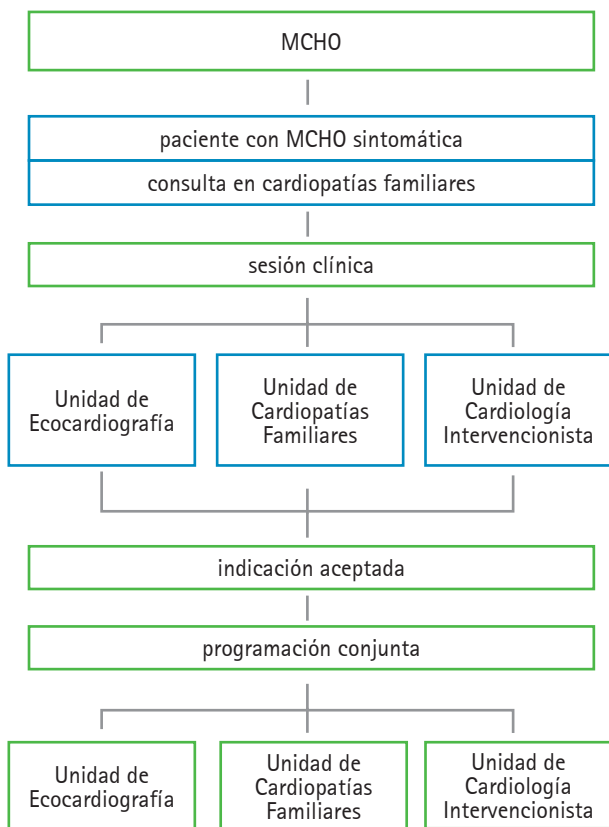 MCHO
paciente con MCHO sintomática
consulta en cardiopatías familiares
sesión clínica
Unidad de
Ecocardiografía
Unidad de
Cardiopatías
Familiares
Unidad de
Cardiología
Intervencionista
indicación aceptada
programación conjunta
Unidad de
Ecocardiografía
Unidad de
Cardiopatías
Familiares
Unidad de
Cardiología
Intervencionista